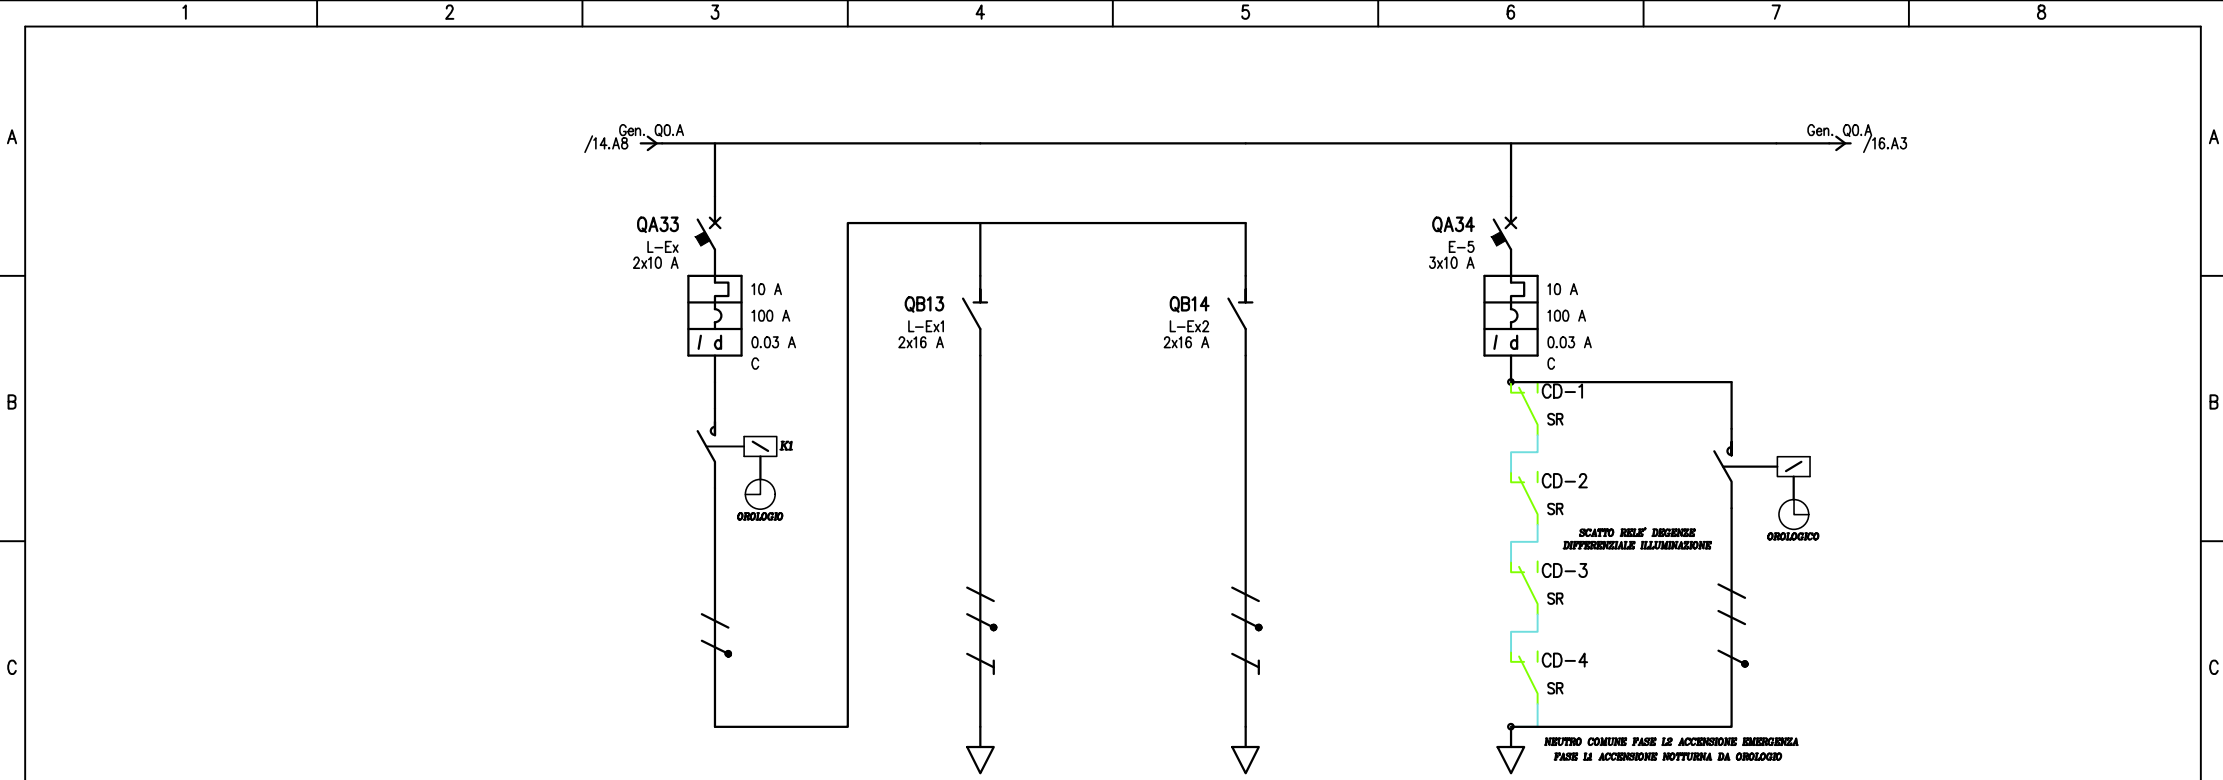 1 2 3 4 5 6 7 8
A A
Gen. Q0.A
/14.A8
Gen. Q0.A
/16.A3
QA33
L-Ex
2x10 A
10 A
100 A
I d 0.03 A
C
K1
OROLOGIO
QB13
L-Ex1
2x16 A
QB14
L-Ex2
2x16 A
QA34
E-5
3x10 A
10 A
100 A
I d 0.03 A
C
B B
CD-1
SR
CD-2
SR
SCATTO RELE' DEGENZE
DIFFERENZIALE ILLUMINAZIONE
OROLOGICO
CD-3
SR
CD-4
SR
C C
NEUTRO COMUNE FASE L2 ACCENSIONE EMERGENZA
FASE L1 ACCENSIONE NOTTURNA DA OROLOGIO